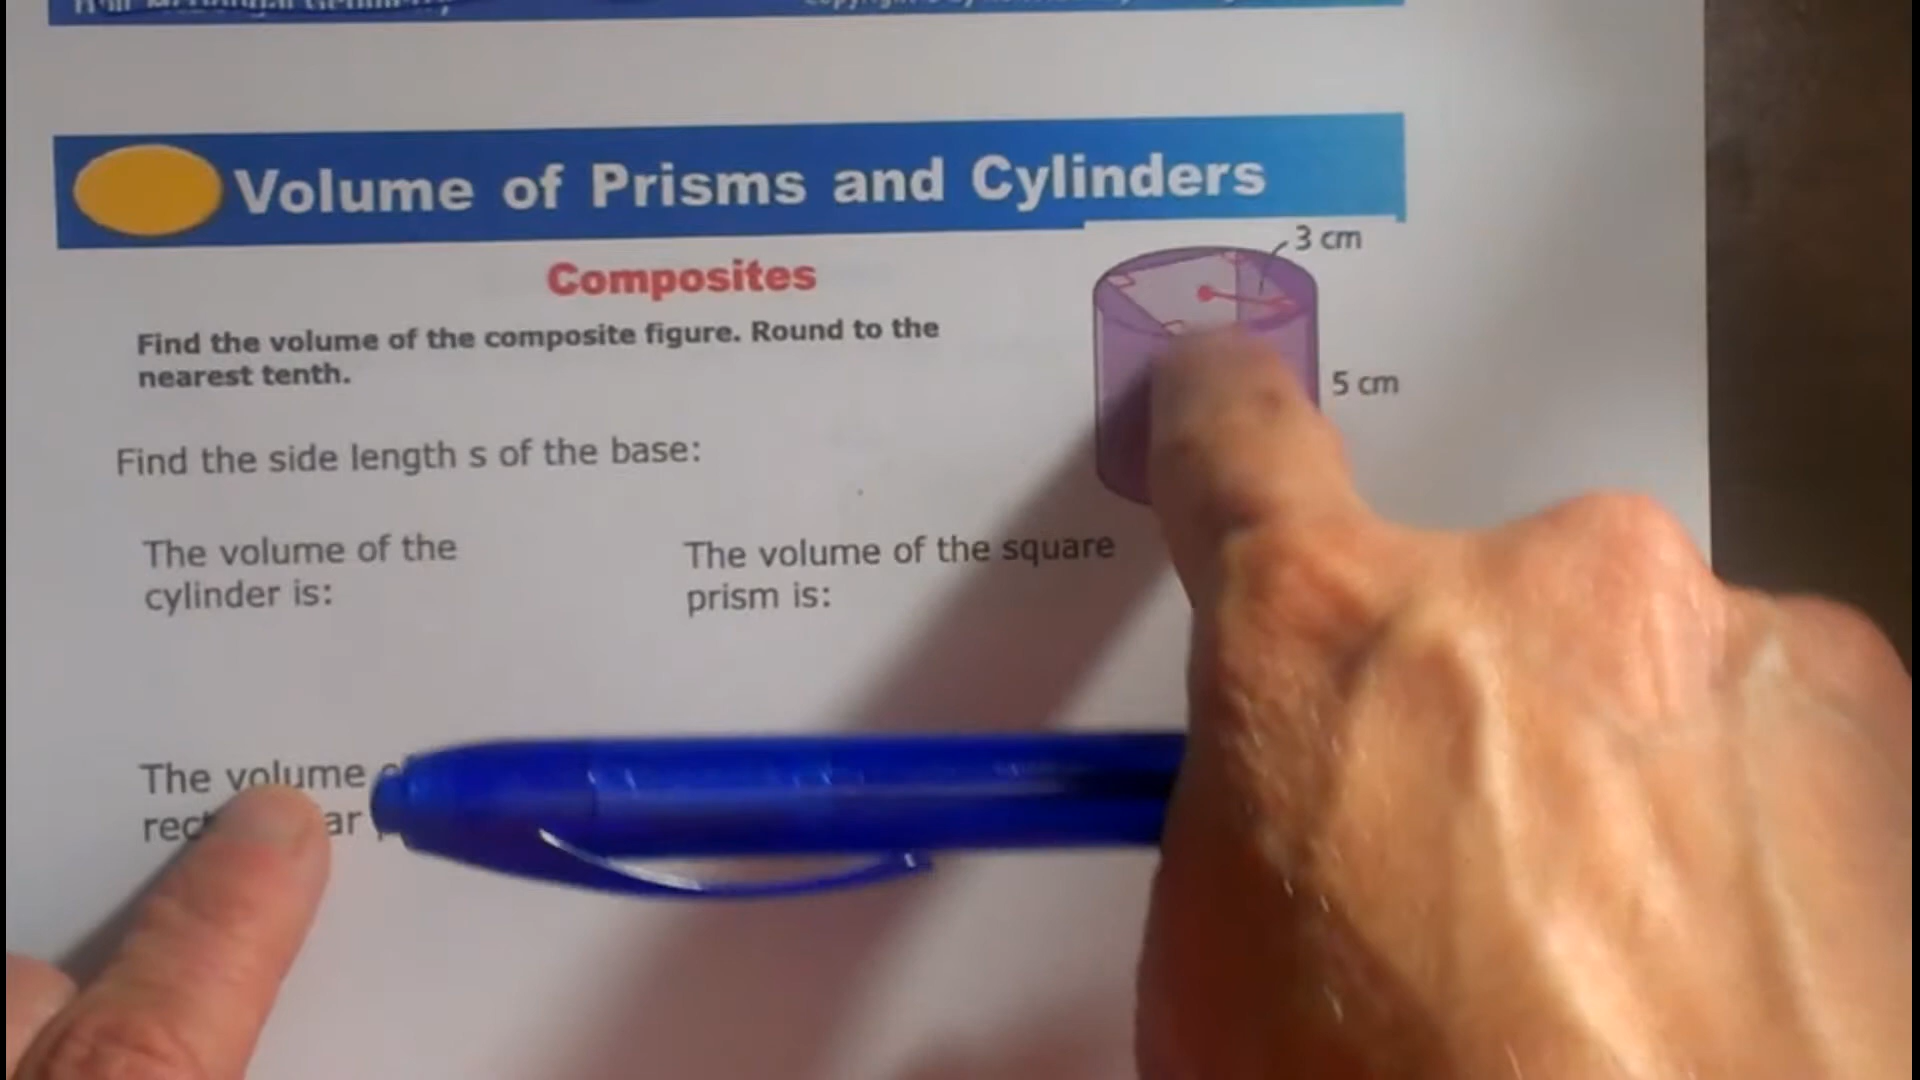 Volume of Prisms and Cylinders
3 cm
Composites
Find the volume of the composite figure. Round to the
nearest tenth.
5 cm
Find the side length s of the base:
The volume of the
cylinder is:
The volume of the square
prism is:
The volume